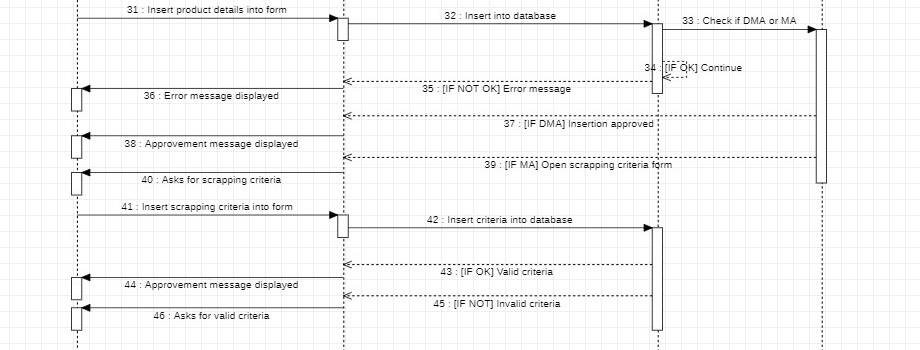 31 : Insert product details into form
32 : Insert into database
33 : Check if DMA or MA
34 : [IF OK] Continue
35 : [IF NOT OK] Error message
36 : Error message displayed
37 : [IF DMA] Insertion approved
38 : Approvement message displayed
39 : [IF MA] Open scrapping criteria form
40 : Asks for scrapping criteria
41 : Insert scrapping criteria into form
42 : Insert criteria into database
43 : [IF OK] Valid criteria
44 : Approvement message displayed
45 : [IF NOT] Invalid criteria
46 : Asks for valid criteria